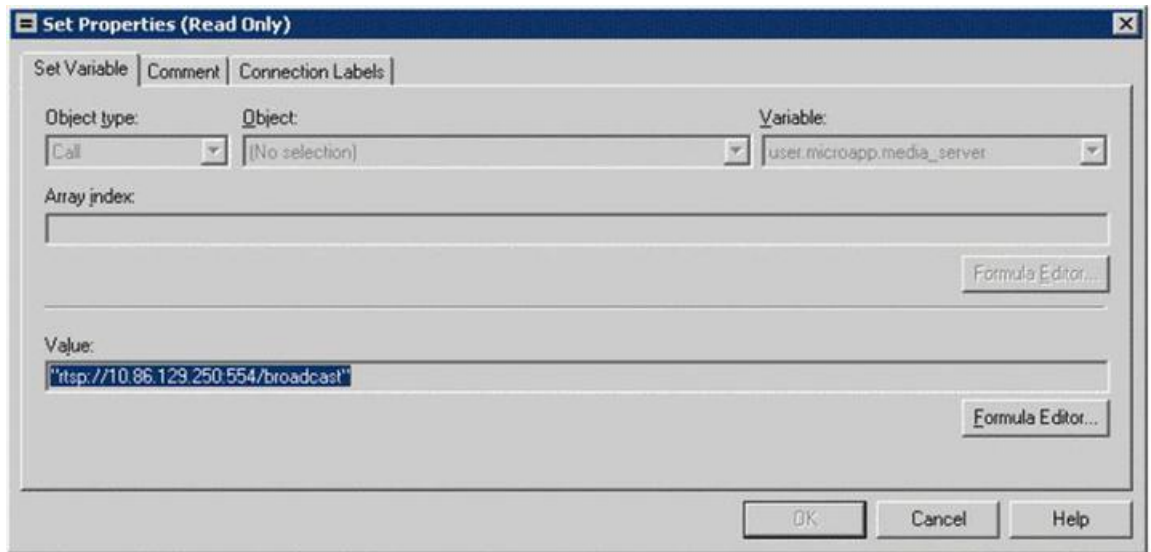 Set Properties (Read Only)
Set Variable Comment Connection Labels
Object type: Object: Variable:
Call (No selection) user.microapp.media_server
Array index:
Formula Editor...
Value:
"rtsp://10.86.129.250:554/broadcast"
Formula Editor...
OK Cancel Help